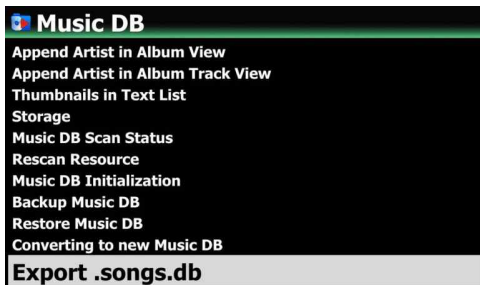 Music DB
Append Artist in Album View
Append Artist in Album Track View
Thumbnails in Text List
Storage
Music DB Scan Status
Rescan Resource
Music DB Initialization
Backup Music DB
Restore Music DB
Converting to new Music DB
Export .songs.db